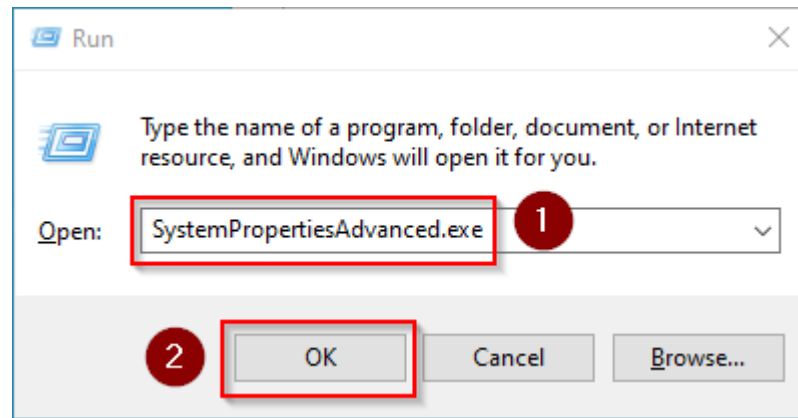 Run
Type the name of a program, folder, document, or Internet
resource, and Windows will open it for you.
Open: SystemPropertiesAdvanced.exe 1
2 OK Cancel Browse...